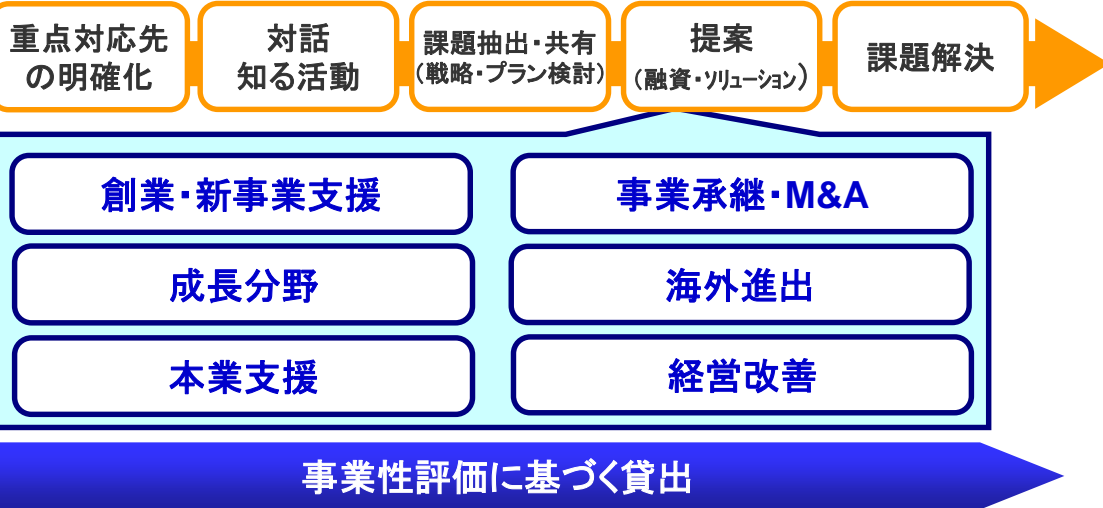 重点対応先
の明確化
対話
知る活動
課題抽出・共有
(戦略・プラン検討)
提案
(融資・ソリューション)
課題解決
創業・新事業支援
事業承継・M&A
成長分野
海外進出
本業支援
経営改善
事業性評価に基づく貸出